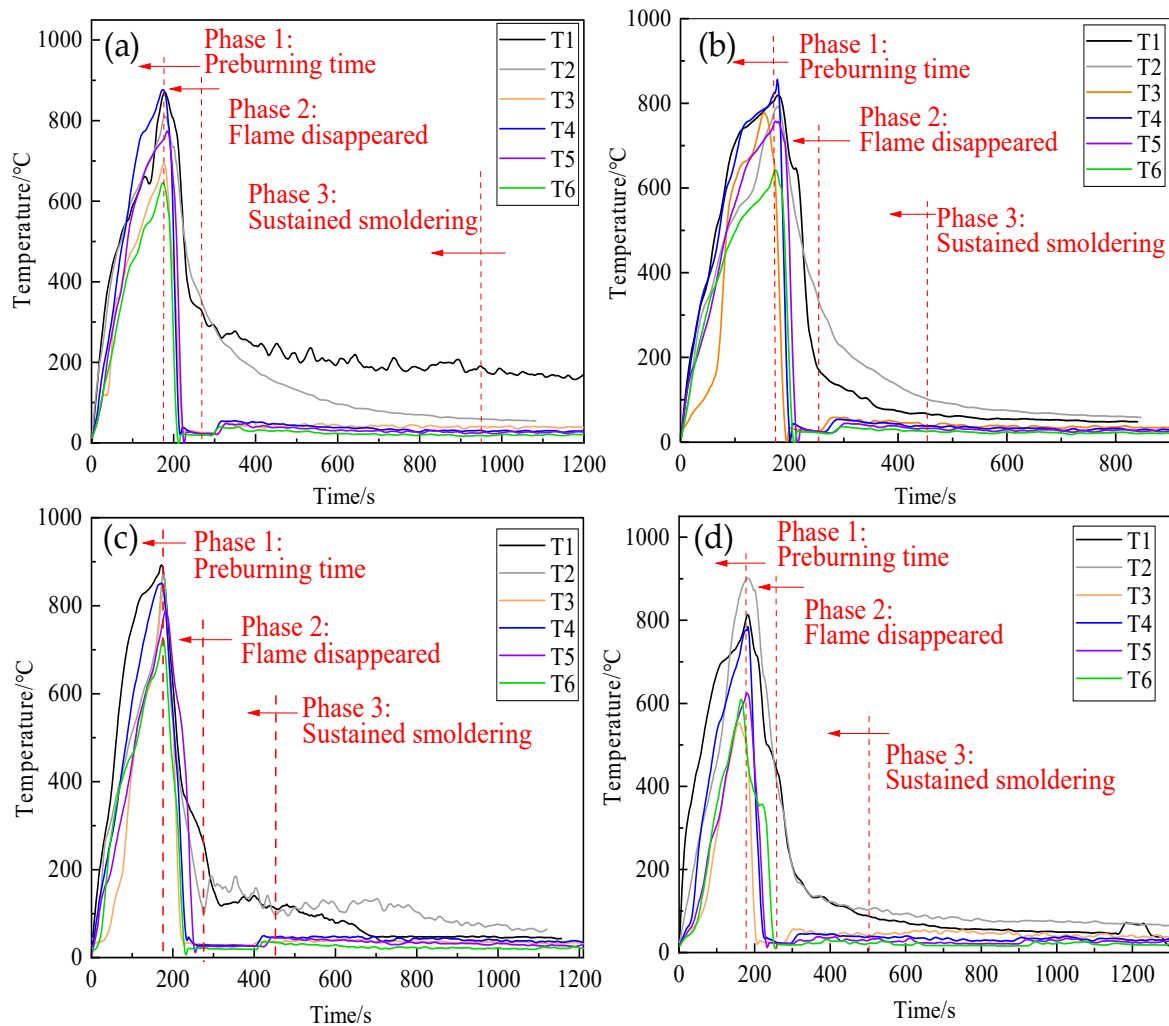 (a)
Phase 1:
Preburning time
Phase 2:
Flame disappeared
Phase 3:
Sustained smoldering
T1
T2
T3
T4
T5
T6
1000
800
600
400
200
0
Temperature/°C
0 200 400 600 800 1000 1200
Time/s
(b)
Phase 1:
Preburning time
Phase 2:
Flame disappeared
Phase 3:
Sustained smoldering
T1
T2
T3
T4
T5
T6
1000
800
600
400
200
0
Temperature/°C
0 200 400 600 800
Time/s
(c)
Phase 1:
Preburning time
Phase 2:
Flame disappeared
Phase 3:
Sustained smoldering
T1
T2
T3
T4
T5
T6
1000
800
600
400
200
0
Temperature/°C
0 200 400 600 800 1000 1200
Time/s
(d)
Phase 1:
Preburning time
Phase 2:
Flame disappeared
Phase 3:
Sustained smoldering
T1
T2
T3
T4
T5
T6
1000
800
600
400
200
0
Temperature/°C
0 200 400 600 800 1000 1200
Time/s